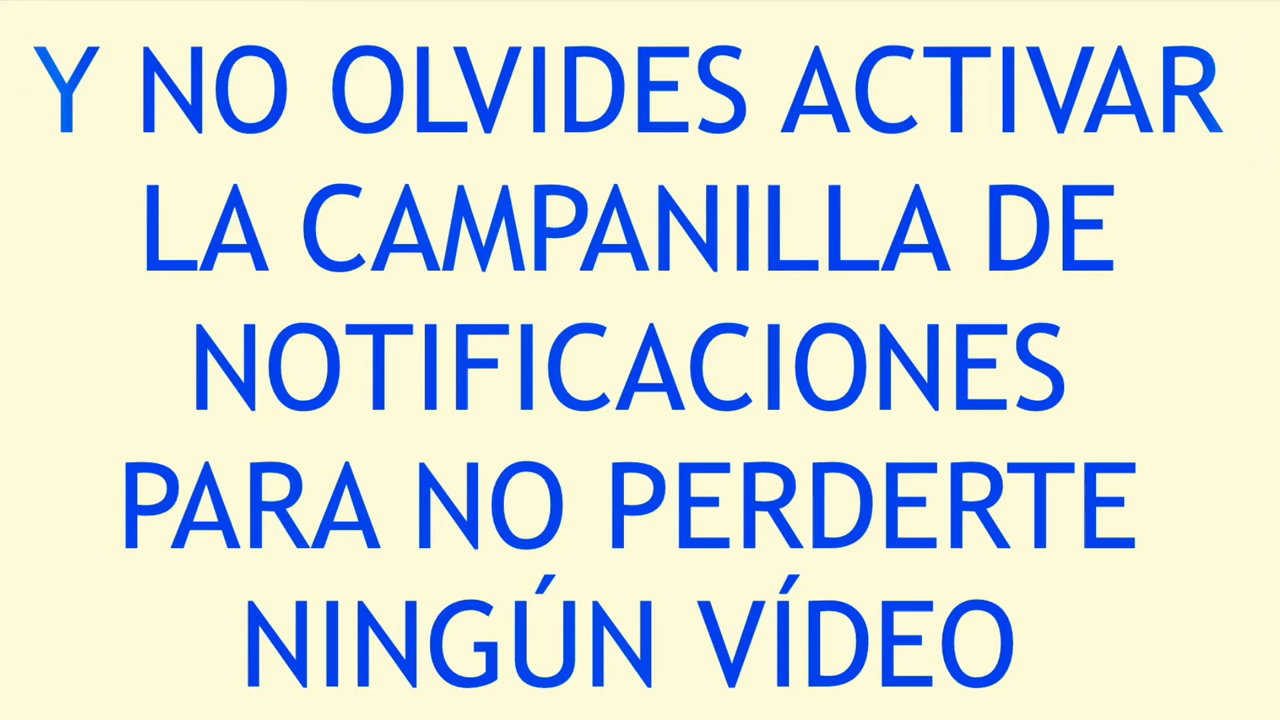 Y NO OLVIDES ACTIVAR
LA CAMPANILLA DE
NOTIFICACIONES
PARA NO PERDERTE
NINGÚN VÍDEO